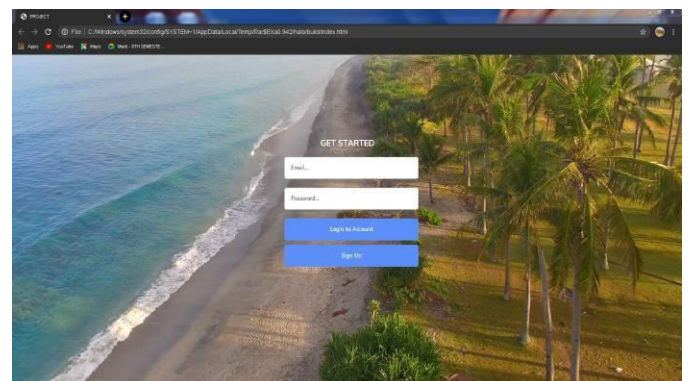 PROJECT
File | C:/Windows/system32/config/SYSTEM~1/AppData/Local/Temp/Rar$EXa0.942/halo/buksl/index.html
Apps YouTube Maps
GET STARTED
Email...
Password...
Login to Account
Sign Up